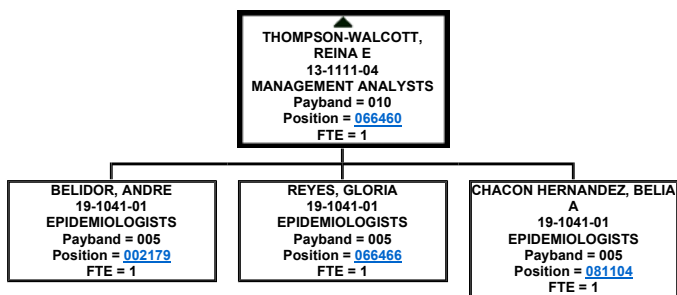 THOMPSON-WALCOTT,
REINA E
13-1111-04
MANAGEMENT ANALYSTS
Payband = 010
Position = 066460
FTE = 1
BELIDOR, ANDRE
19-1041-01
EPIDEMIOLOGISTS
Payband = 005
Position = 002179
FTE = 1
REYES, GLORIA
19-1041-01
EPIDEMIOLOGISTS
Payband = 005
Position = 066466
FTE = 1
CHACON HERNANDEZ, BELIA
A
19-1041-01
EPIDEMIOLOGISTS
Payband = 005
Position = 081104
FTE = 1